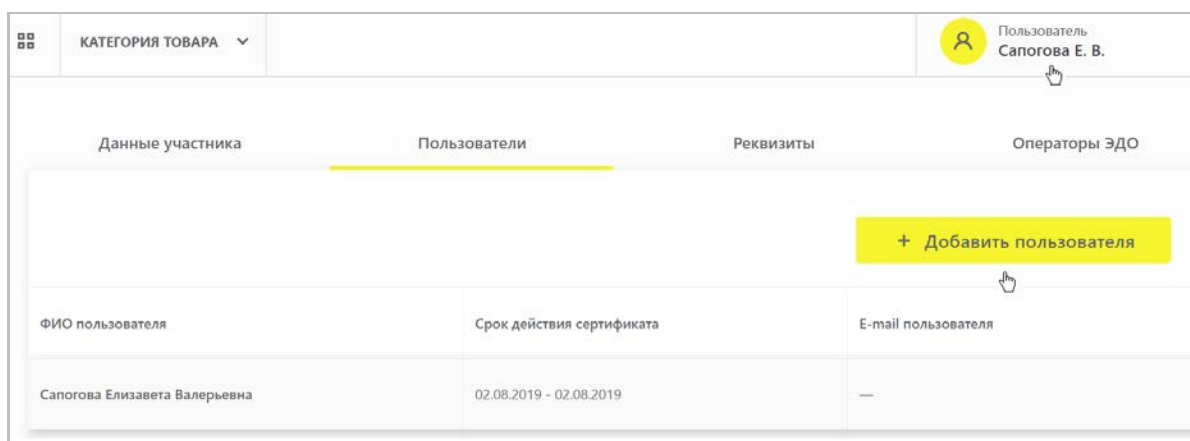 КАТЕГОРИЯ ТОВАРА
Пользователь
Сапогова Е. В.
Данные участника Пользователи Реквизиты Операторы ЭДО
+ Добавить пользователя
ФИО пользователя Срок действия сертификата E-mail пользователя
Сапогова Елизавета Валерьевна 02.08.2019 - 02.08.2019 —